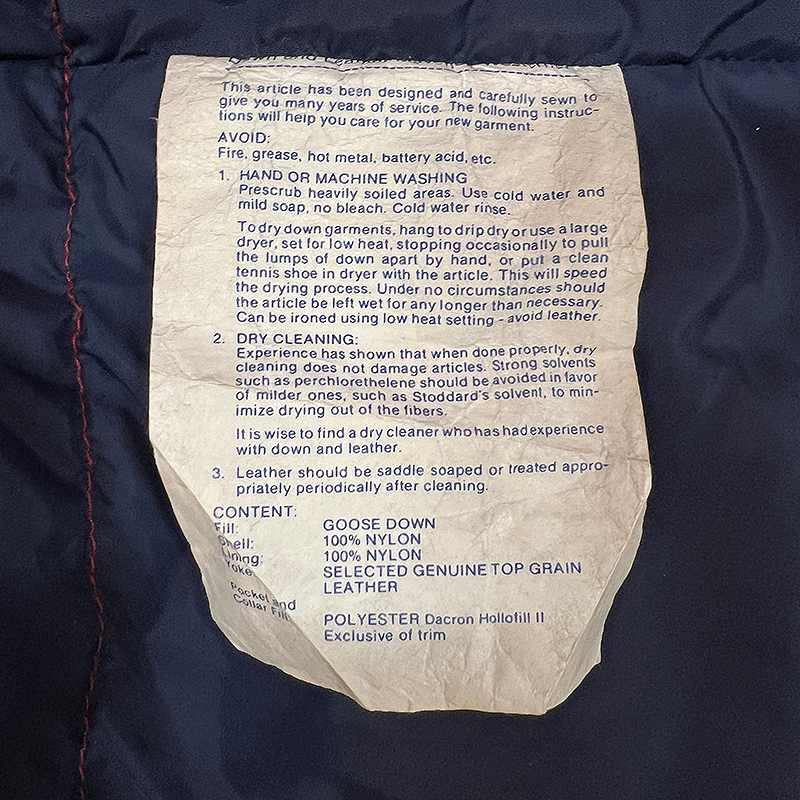 This article has been designed and carefully sewn to
give you many years of service. The following instruc-
tions will help you care for your new garment.
AVOID:
Fire, grease, hot metal, battery acid, etc.
1. HAND OR MACHINE WASHING
Prescrub heavily soiled areas. Use cold water and
mild soap, no bleach. Cold water rinse.
To dry down garments, hang to drip dry or use a large
dryer, set for low heat, stopping occasionally to pull
the lumps of down apart by hand, or put a clean
tennis shoe in dryer with the article. This will speed
the drying process. Under no circumstances should
the article be left wet for any longer than necessary.
Can be ironed using low heat setting - avoid leather.
2. DRY CLEANING:
Experience has shown that when done properly, dry
cleaning does not damage articles. Strong solvents
such as perchlorethelene should be avoided in favor
of milder ones, such as Stoddard's solvent, to min-
imize drying out of the fibers.
It is wise to find a dry cleaner who has had experience
with down and leather.
3. Leather should be saddle soaped or treated appro-
priately periodically after cleaning.
CONTENT:
Fill: GOOSE DOWN
Shell: 100% NYLON
Lining: 100% NYLON
Yoke SELECTED GENUINE TOP GRAIN
LEATHER
Pocket and
Collar Fill POLYESTER Dacron Hollofill II
Exclusive of trim